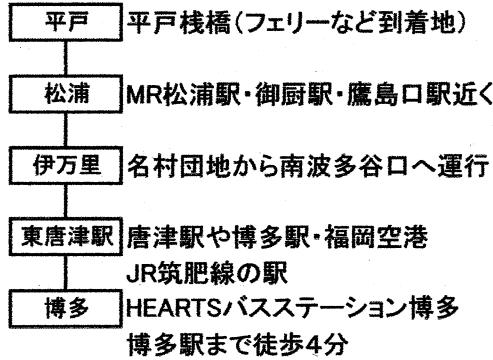 平戸 平戸桟橋(フェリーなど到着地)
松浦 MR松浦駅・御厨駅・鷹島口駅近く
伊万里 名村団地から南波多谷口へ運行
東唐津駅 唐津駅や博多駅・福岡空港
JR筑肥線の駅
博多 HEARTSバスステーション博多
博多駅まで徒歩4分